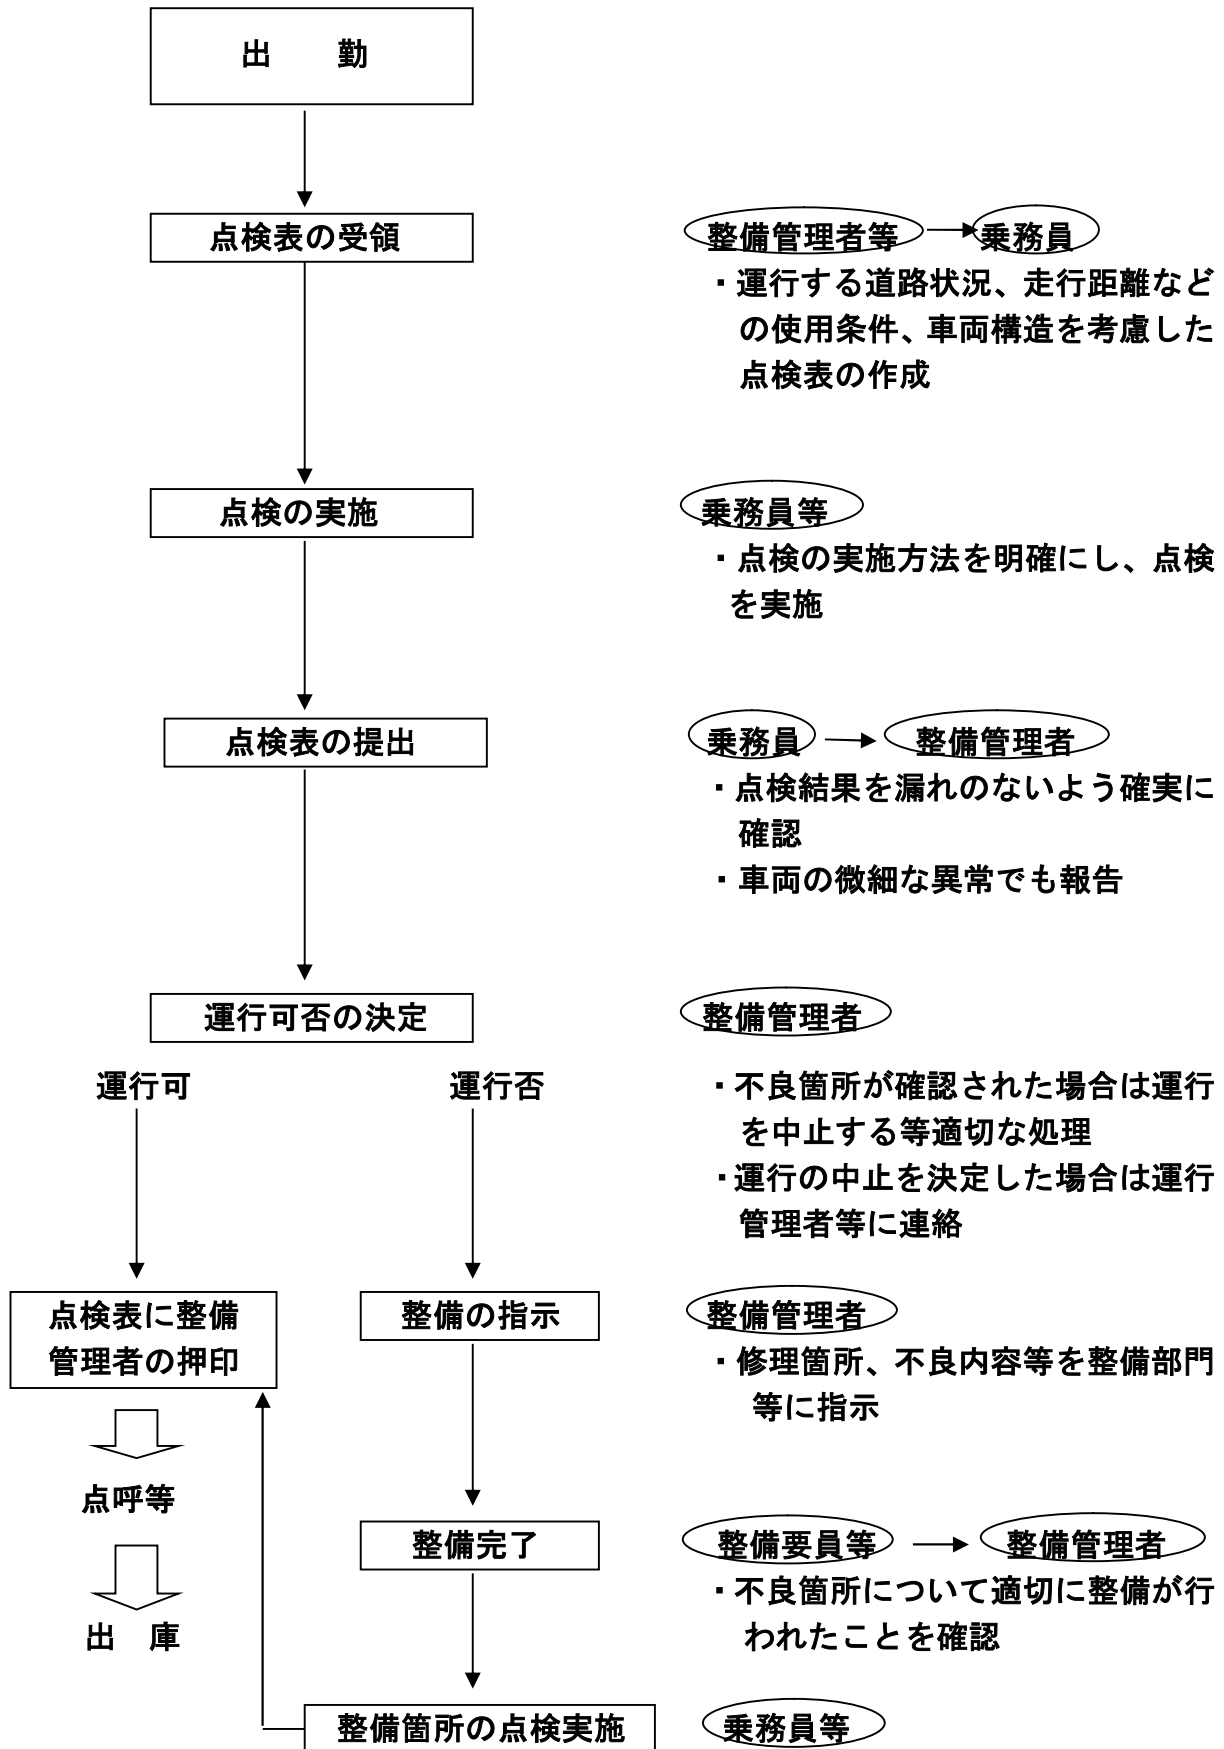 出　　勤
点検表の受領
整備管理者等
乗務員
・運行する道路状況、走行距離など
の使用条件、車両構造を考慮した
点検表の作成
点検の実施
乗務員等
・点検の実施方法を明確にし、点検
を実施
点検表の提出
乗務員
整備管理者
・点検結果を漏れのないよう確実に
確認
・車両の微細な異常でも報告
運行可否の決定
整備管理者
運行可
運行否
・不良箇所が確認された場合は運行
を中止する等適切な処理
・運行の中止を決定した場合は運行
管理者等に連絡
点検表に整備
管理者の押印
整備の指示
整備管理者
・修理箇所、不良内容等を整備部門
等に指示
点呼等
整備完了
整備要員等
整備管理者
・不良箇所について適切に整備が行
われたことを確認
出　庫
整備箇所の点検実施
乗務員等